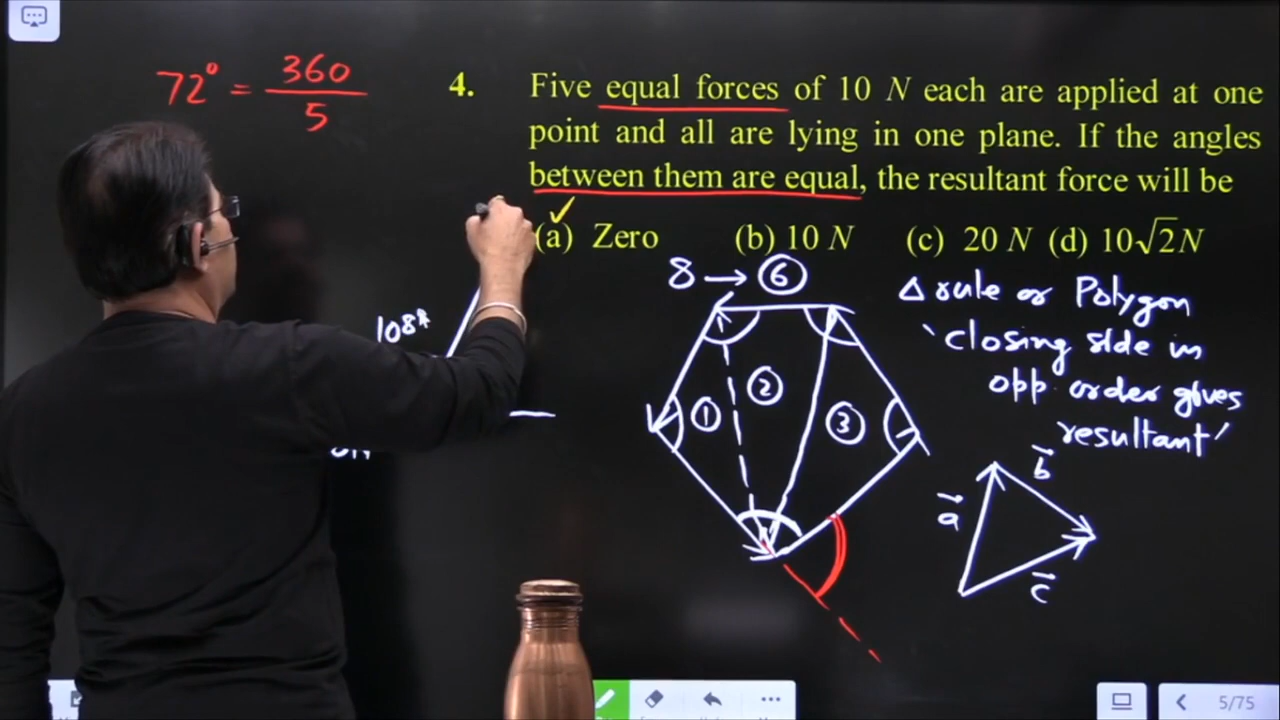 72° = 360
5
4. Five equal forces of 10 N each are applied at one
point and all are lying in one plane. If the angles
between them are equal, the resultant force will be
(a) Zero (b) 10 N (c) 20 N (d) 10√2N
8 → ⑥
△ rule or Polygon
'closing side in
opp order gives
resultant'
108°
① ② ③
a⃗ b⃗
c⃗
5/75